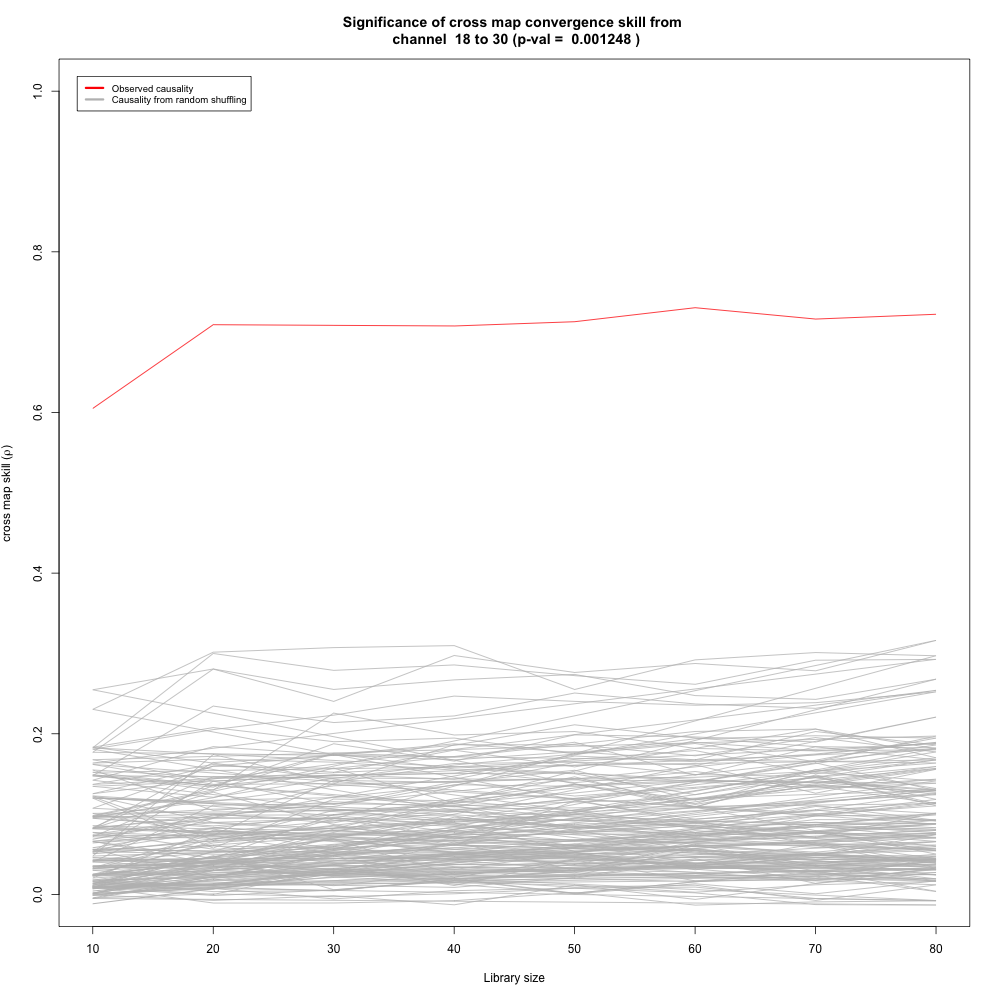 Significance of cross map convergence skill from
channel  18 to 30 (p-val =  0.001248 )
Observed causality
Causality from random shuffling
cross map skill (ρ)
1.0
0.8
0.6
0.4
0.2
0.0
10 20 30 40 50 60 70 80
Library size